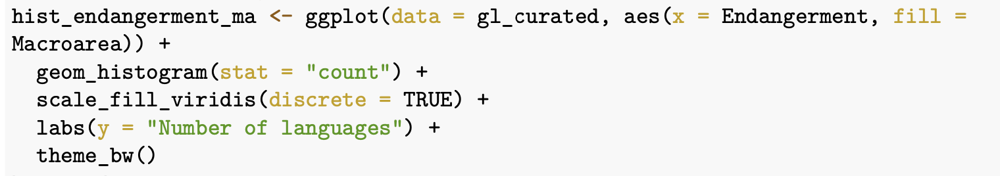 hist_endangerment_ma <- ggplot(data = gl_curated, aes(x = Endangerment, fill =
Macroarea)) +
  geom_histogram(stat = "count") +
  scale_fill_viridis(discrete = TRUE) +
  labs(y = "Number of languages") +
  theme_bw()